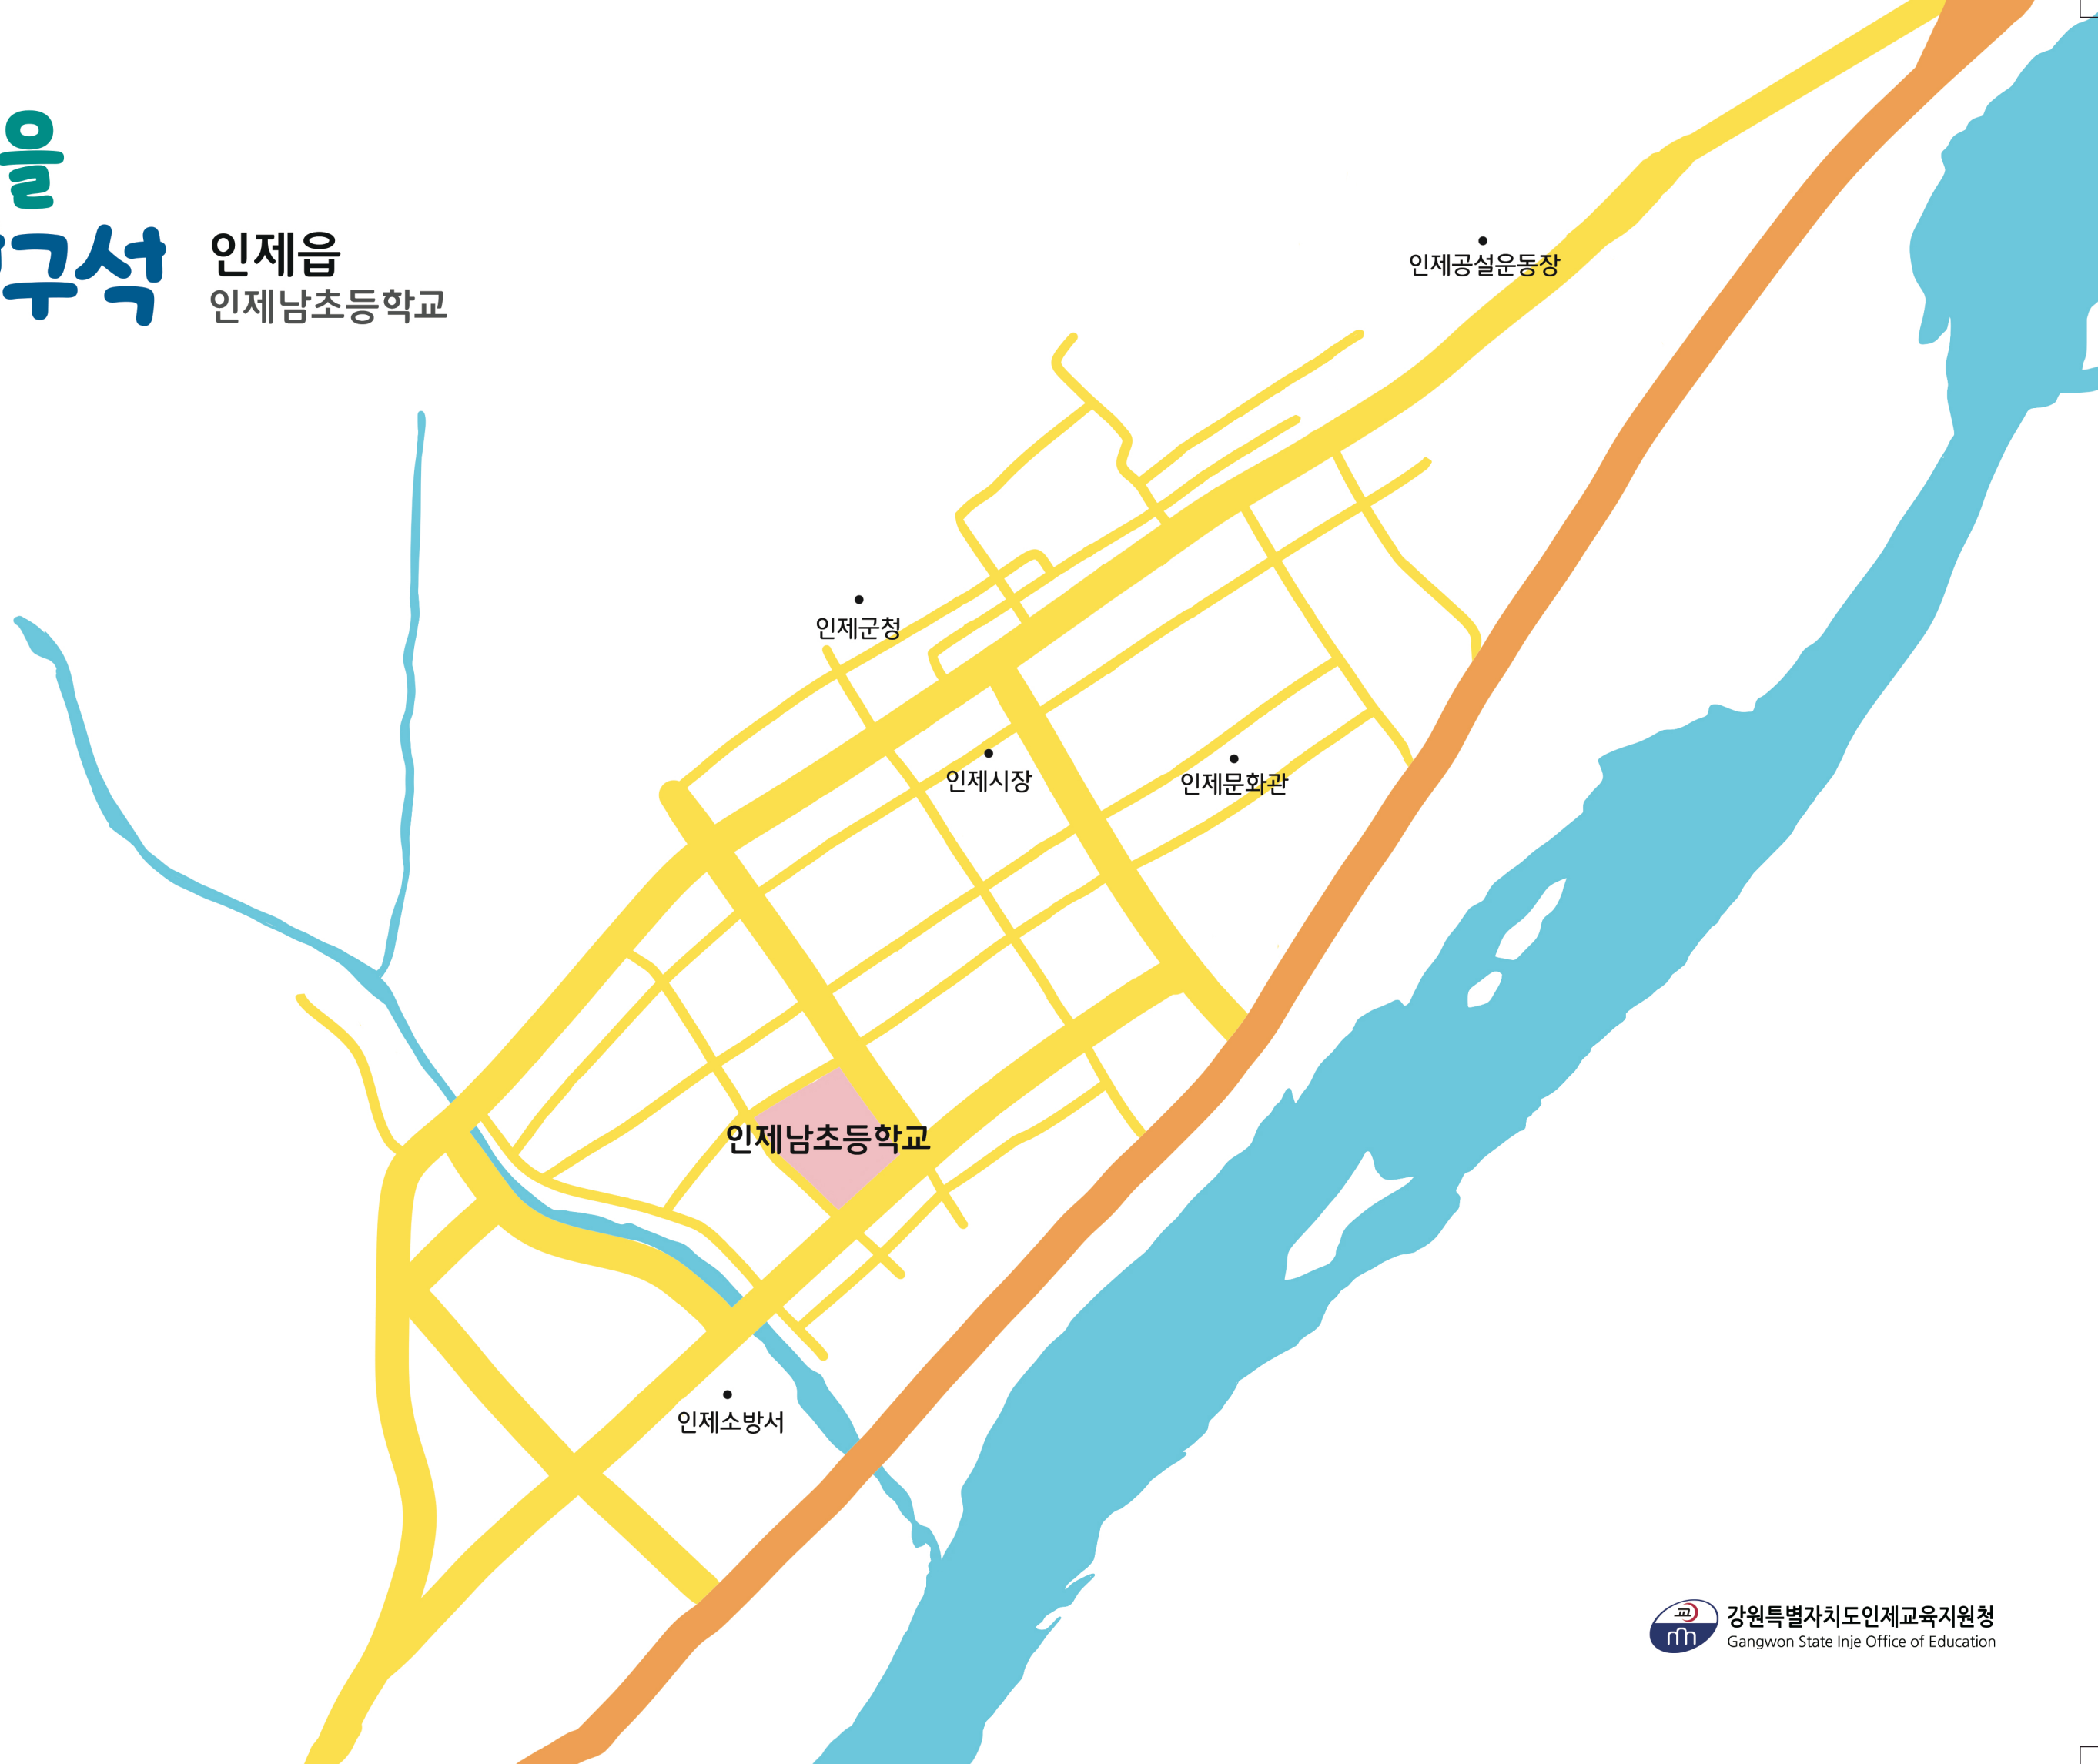 을
구석
인제읍
인제남초등학교
인제공설운동장
인제군청
인제시장
인제문화관
인제남초등학교
인제소방서
강원특별자치도인제교육지원청
Gangwon State Inje Office of Education